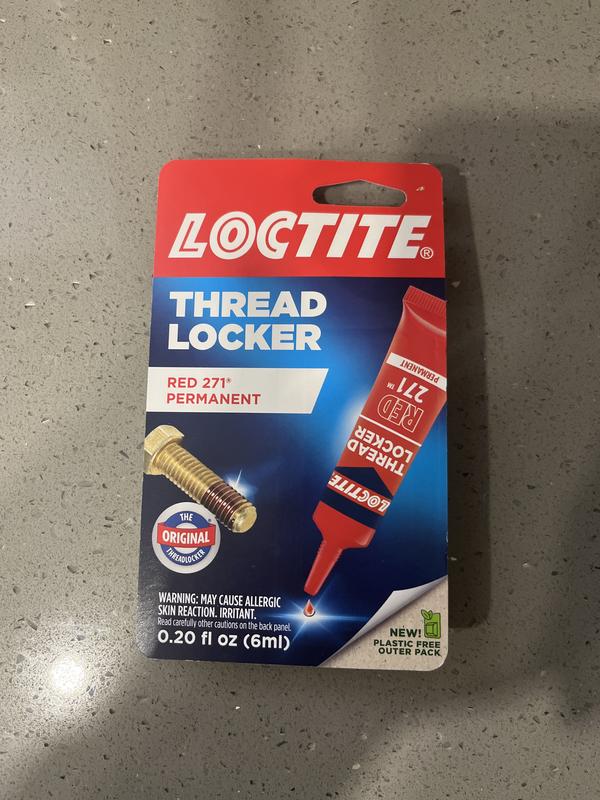 LOCTITE®
THREAD
LOCKER
RED 271®
PERMANENT
PERMANENT
271™
RED
THREAD
LOCKER
LOCTITE
THE
ORIGINAL
THREADLOCKER
WARNING: MAY CAUSE ALLERGIC
SKIN REACTION. IRRITANT.
Read carefully other cautions on the back panel.
0.20 fl oz (6ml)
NEW!
PLASTIC FREE
OUTER PACK